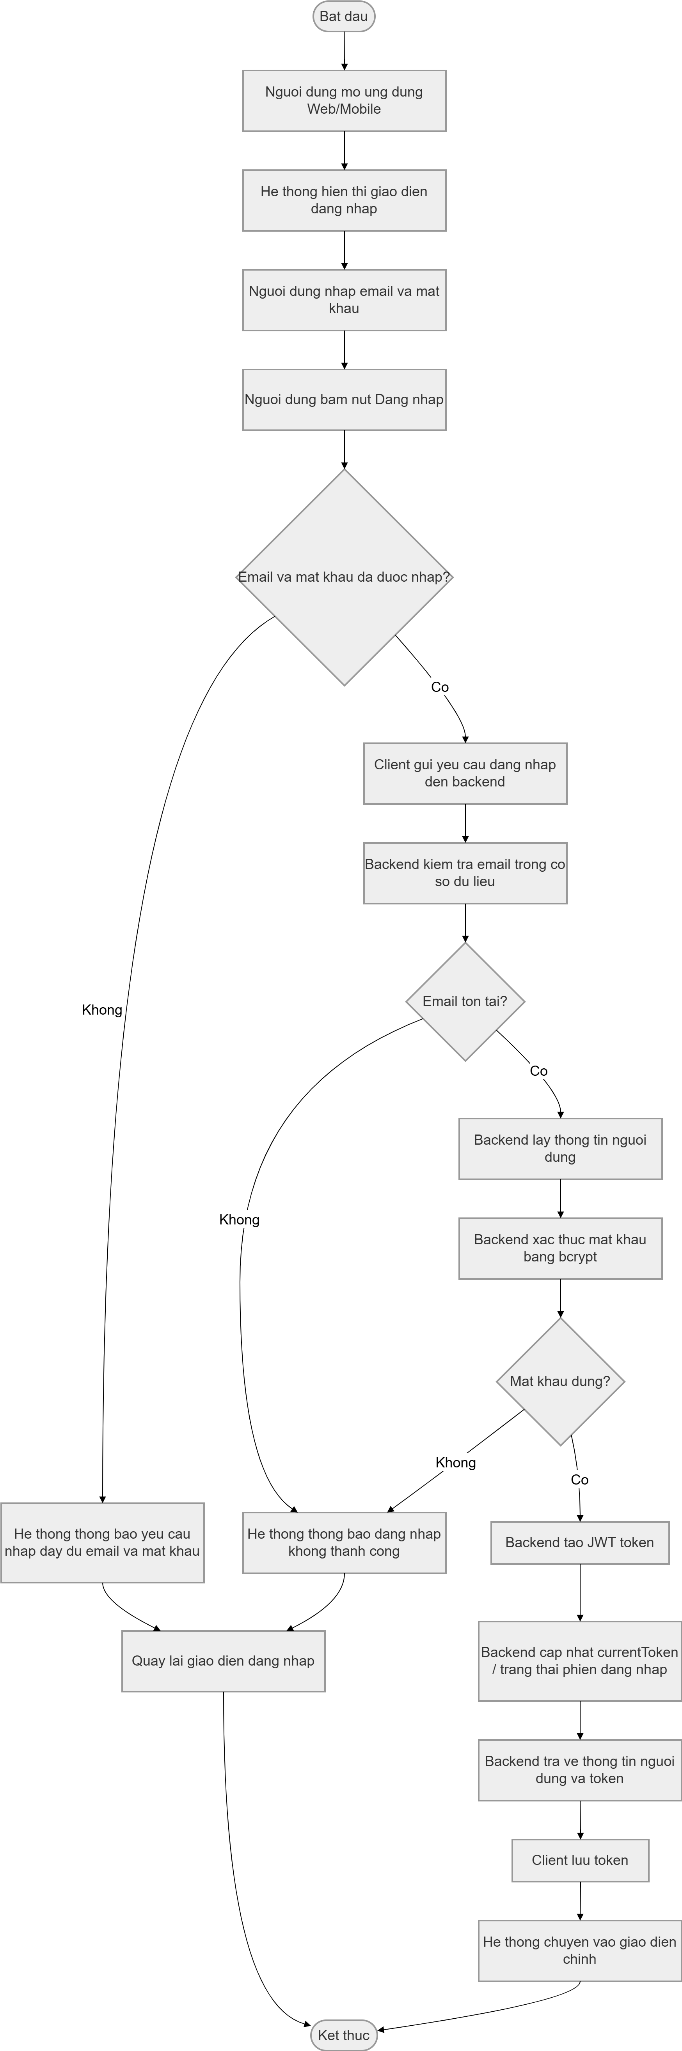 Bat dau
Nguoi dung mo ung dung
Web/Mobile
He thong hien thi giao dien
dang nhap
Nguoi dung nhap email va mat
khau
Nguoi dung bam nut Dang nhap
Email va mat khau da duoc nhap?
Co
Client gui yeu cau dang nhap
den backend
Backend kiem tra email trong co
so du lieu
Email ton tai?
Khong
Co
Backend lay thong tin nguoi
dung
Khong
Backend xac thuc mat khau
bang bcrypt
Mat khau dung?
Khong
Co
He thong thong bao yeu cau
nhap day du email va mat khau
He thong thong bao dang nhap
khong thanh cong
Backend tao JWT token
Quay lai giao dien dang nhap
Backend cap nhat currentToken
/ trang thai phien dang nhap
Backend tra ve thong tin nguoi
dung va token
Client luu token
He thong chuyen vao giao dien
chinh
Ket thuc